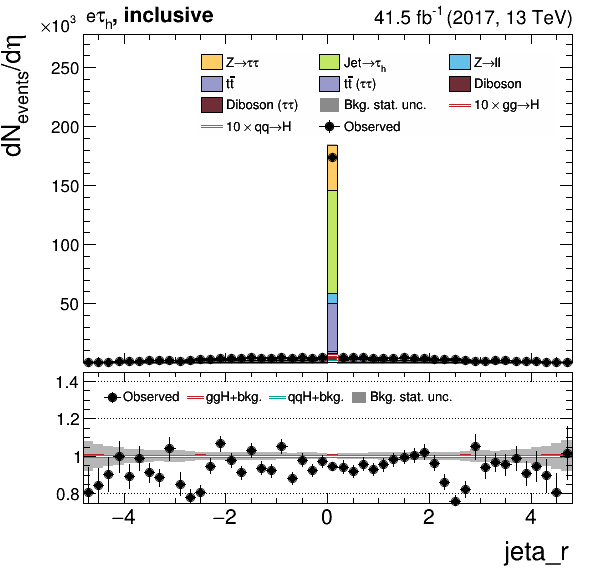 ×10³ eτh, inclusive 41.5 fb⁻¹ (2017, 13 TeV)
dNevents/dη
250
200
150
100
50
Z→ττ Jet→τh Z→ll
tt̄ tt̄ (ττ) Diboson
Diboson (ττ) Bkg. stat. unc. 10 × gg→H
10 × qq→H Observed
1.4
1.2
1
0.8
Observed ggH+bkg. qqH+bkg. Bkg. stat. unc.
−4 −2 0 2 4
jeta_r